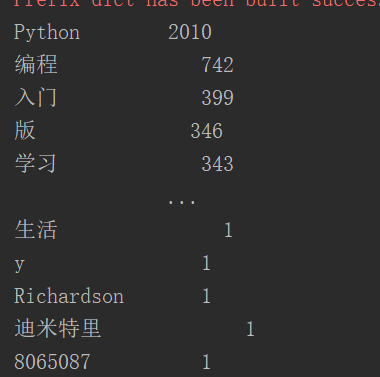 Prefix dict has been built succes
Python 2010
编程 742
入门 399
版 346
学习 343
...
生活 1
y 1
Richardson 1
迪米特里 1
8065087 1